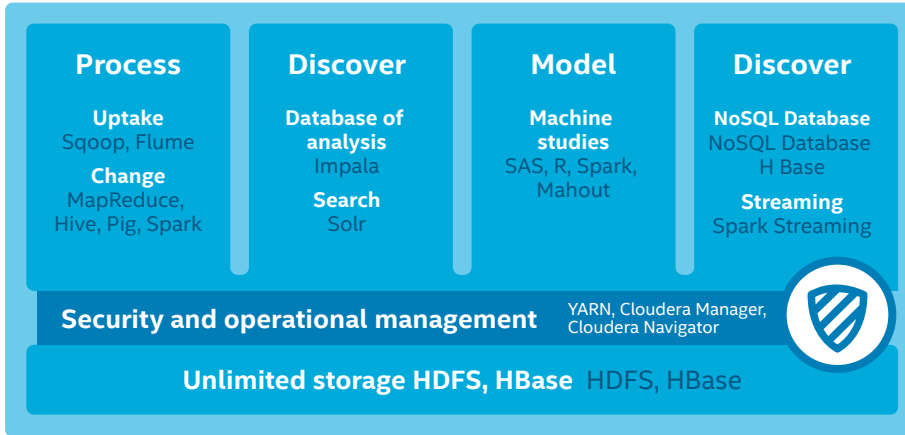 Process
Uptake
Sqoop, Flume
Change
MapReduce,
Hive, Pig, Spark
Discover
Database of
analysis
Impala
Search
Solr
Model
Machine
studies
SAS, R, Spark,
Mahout
Discover
NoSQL Database
NoSQL Database
H Base
Streaming
Spark Streaming
Security and operational management
YARN, Cloudera Manager,
Cloudera Navigator
Unlimited storage HDFS, HBase HDFS, HBase